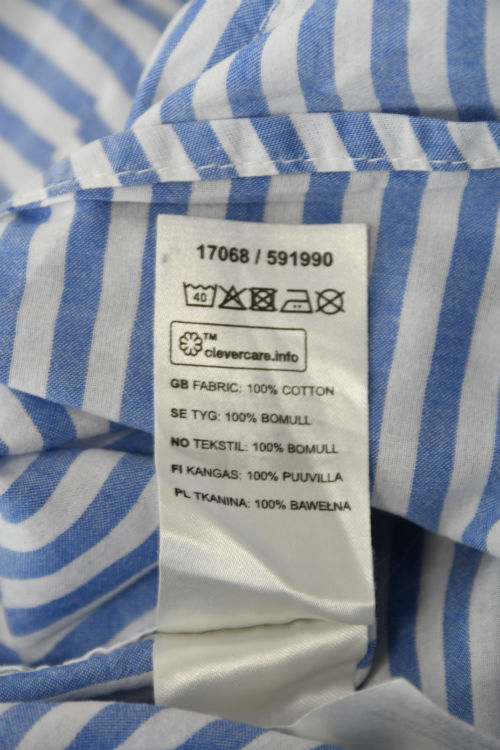 17068 / 591990
40
TM
clevercare.info
GB FABRIC: 100% COTTON
SE TYG: 100% BOMULL
NO TEKSTIL: 100% BOMULL
FI KANGAS: 100% PUUVILLA
PL TKANINA: 100% BAWEŁNA